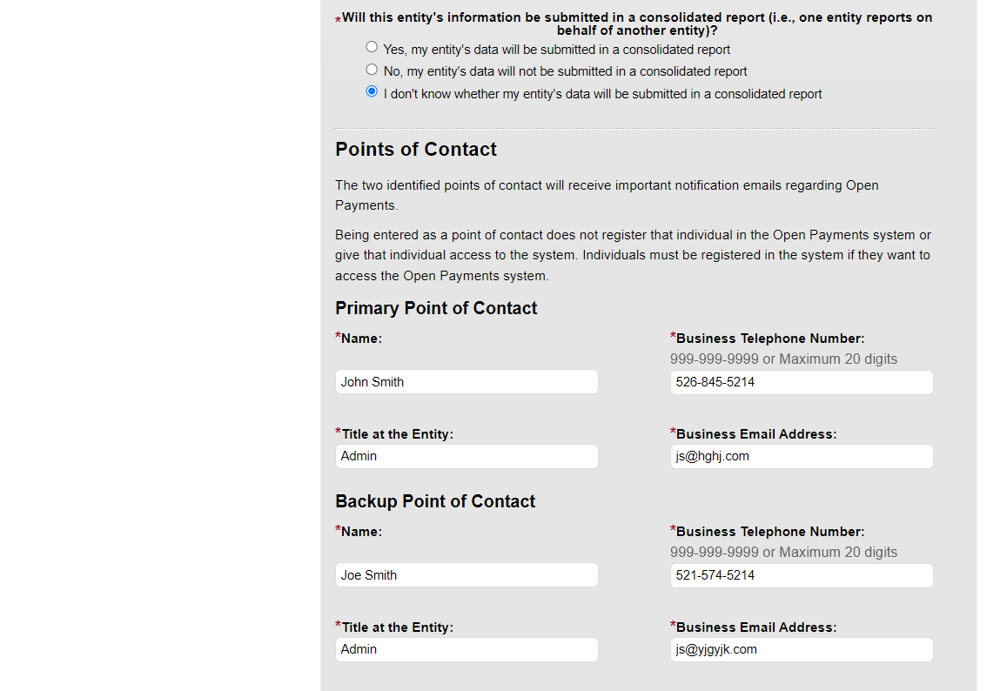 *Will this entity's information be submitted in a consolidated report (i.e., one entity reports on
behalf of another entity)?
Yes, my entity's data will be submitted in a consolidated report
No, my entity's data will not be submitted in a consolidated report
I don't know whether my entity's data will be submitted in a consolidated report
Points of Contact
The two identified points of contact will receive important notification emails regarding Open
Payments.
Being entered as a point of contact does not register that individual in the Open Payments system or
give that individual access to the system. Individuals must be registered in the system if they want to
access the Open Payments system.
Primary Point of Contact
*Name:
*Business Telephone Number:
999-999-9999 or Maximum 20 digits
John Smith
526-845-5214
*Title at the Entity:
*Business Email Address:
Admin
js@hghj.com
Backup Point of Contact
*Name:
*Business Telephone Number:
999-999-9999 or Maximum 20 digits
Joe Smith
521-574-5214
*Title at the Entity:
*Business Email Address:
Admin
js@yjgyjk.com